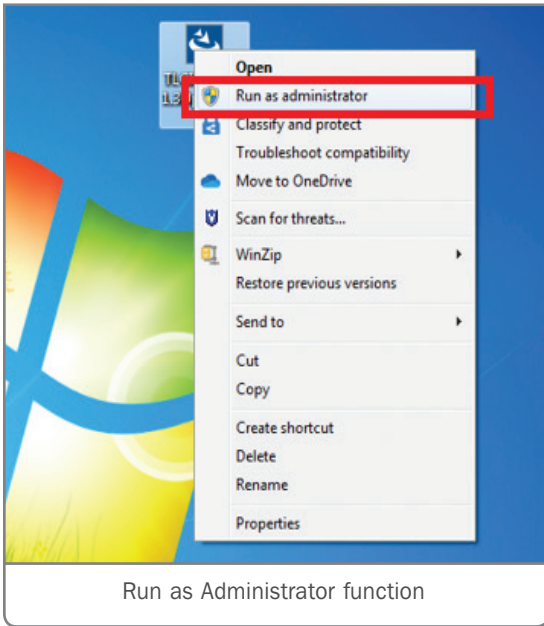 Open
Run as administrator
Classify and protect
Troubleshoot compatibility
Move to OneDrive
Scan for threats...
WinZip
Restore previous versions
Send to
Cut
Copy
Create shortcut
Delete
Rename
Properties
Run as Administrator function